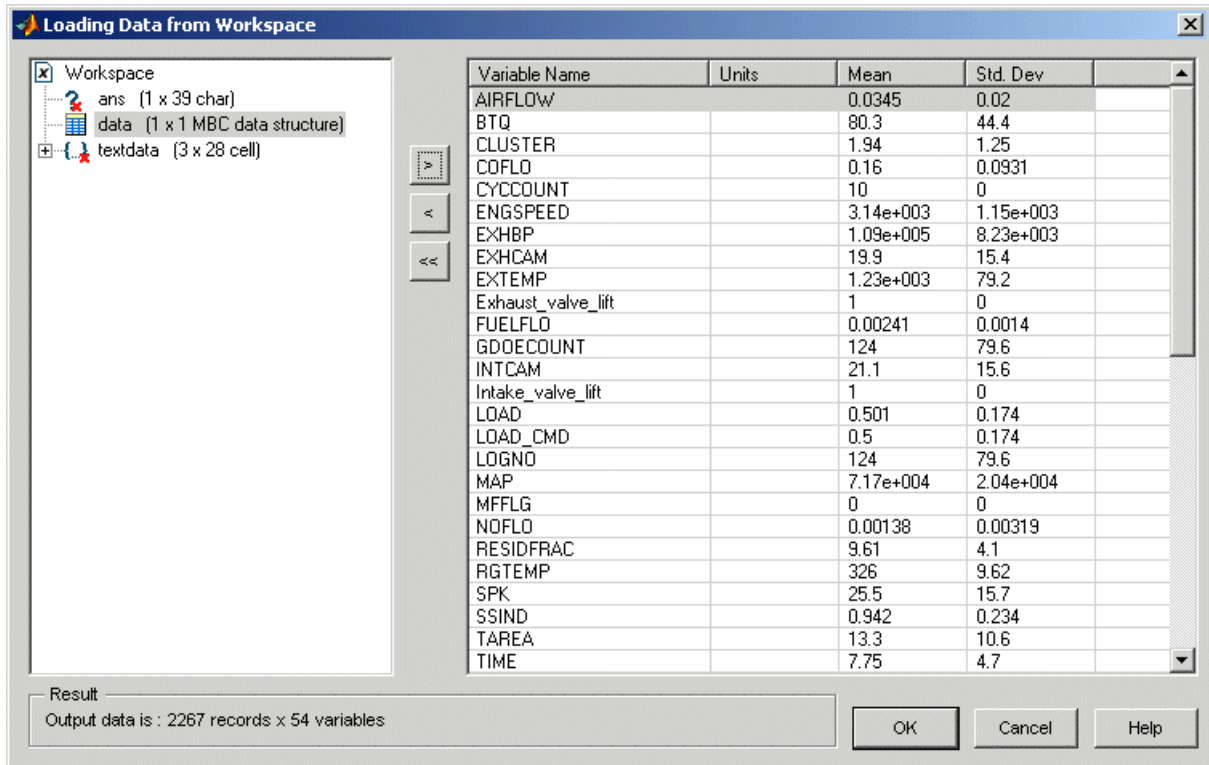 Loading Data from Workspace
Workspace
ans (1 x 39 char)
data (1 x 1 MBC data structure)
textdata (3 x 28 cell)
>
<
<<
Variable Name Units Mean Std. Dev
AIRFLOW 0.0345 0.02
BTQ 80.3 44.4
CLUSTER 1.94 1.25
COFLO 0.16 0.0931
CYCCOUNT 10 0
ENGSPEED 3.14e+003 1.15e+003
EXHBP 1.09e+005 8.23e+003
EXHCAM 19.9 15.4
EXTEMP 1.23e+003 79.2
Exhaust_valve_lift 1 0
FUELFLO 0.00241 0.0014
GDOECOUNT 124 79.6
INTCAM 21.1 15.6
Intake_valve_lift 1 0
LOAD 0.501 0.174
LOAD_CMD 0.5 0.174
LOGNO 124 79.6
MAP 7.17e+004 2.04e+004
MFFLG 0 0
NOFLO 0.00138 0.00319
RESIDFRAC 9.61 4.1
RGTEMP 326 9.62
SPK 25.5 15.7
SSIND 0.942 0.234
TAREA 13.3 10.6
TIME 7.75 4.7
Result
Output data is : 2267 records x 54 variables
OK Cancel Help